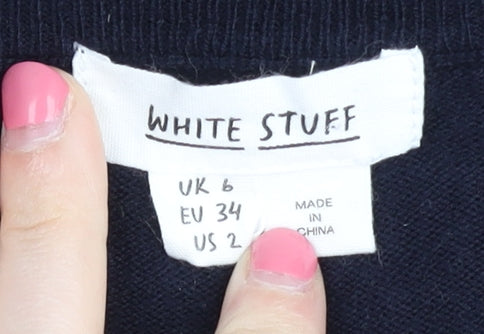 WHITE STUFF
UK 6
EU 34
US 2
MADE
IN
CHINA